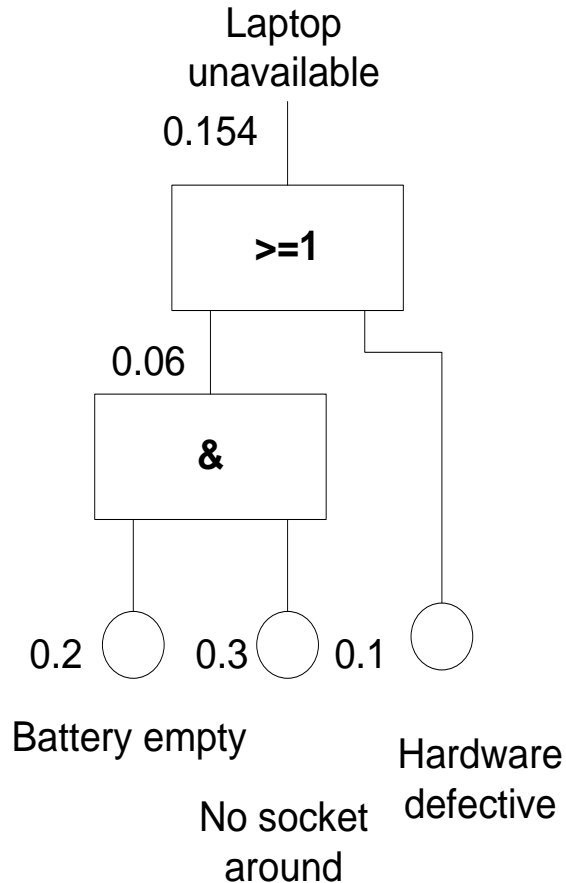 Laptop
unavailable
0.154
>=1
0.06
&
0.2
0.3
0.1
Battery empty
Hardware
defective
No socket
around